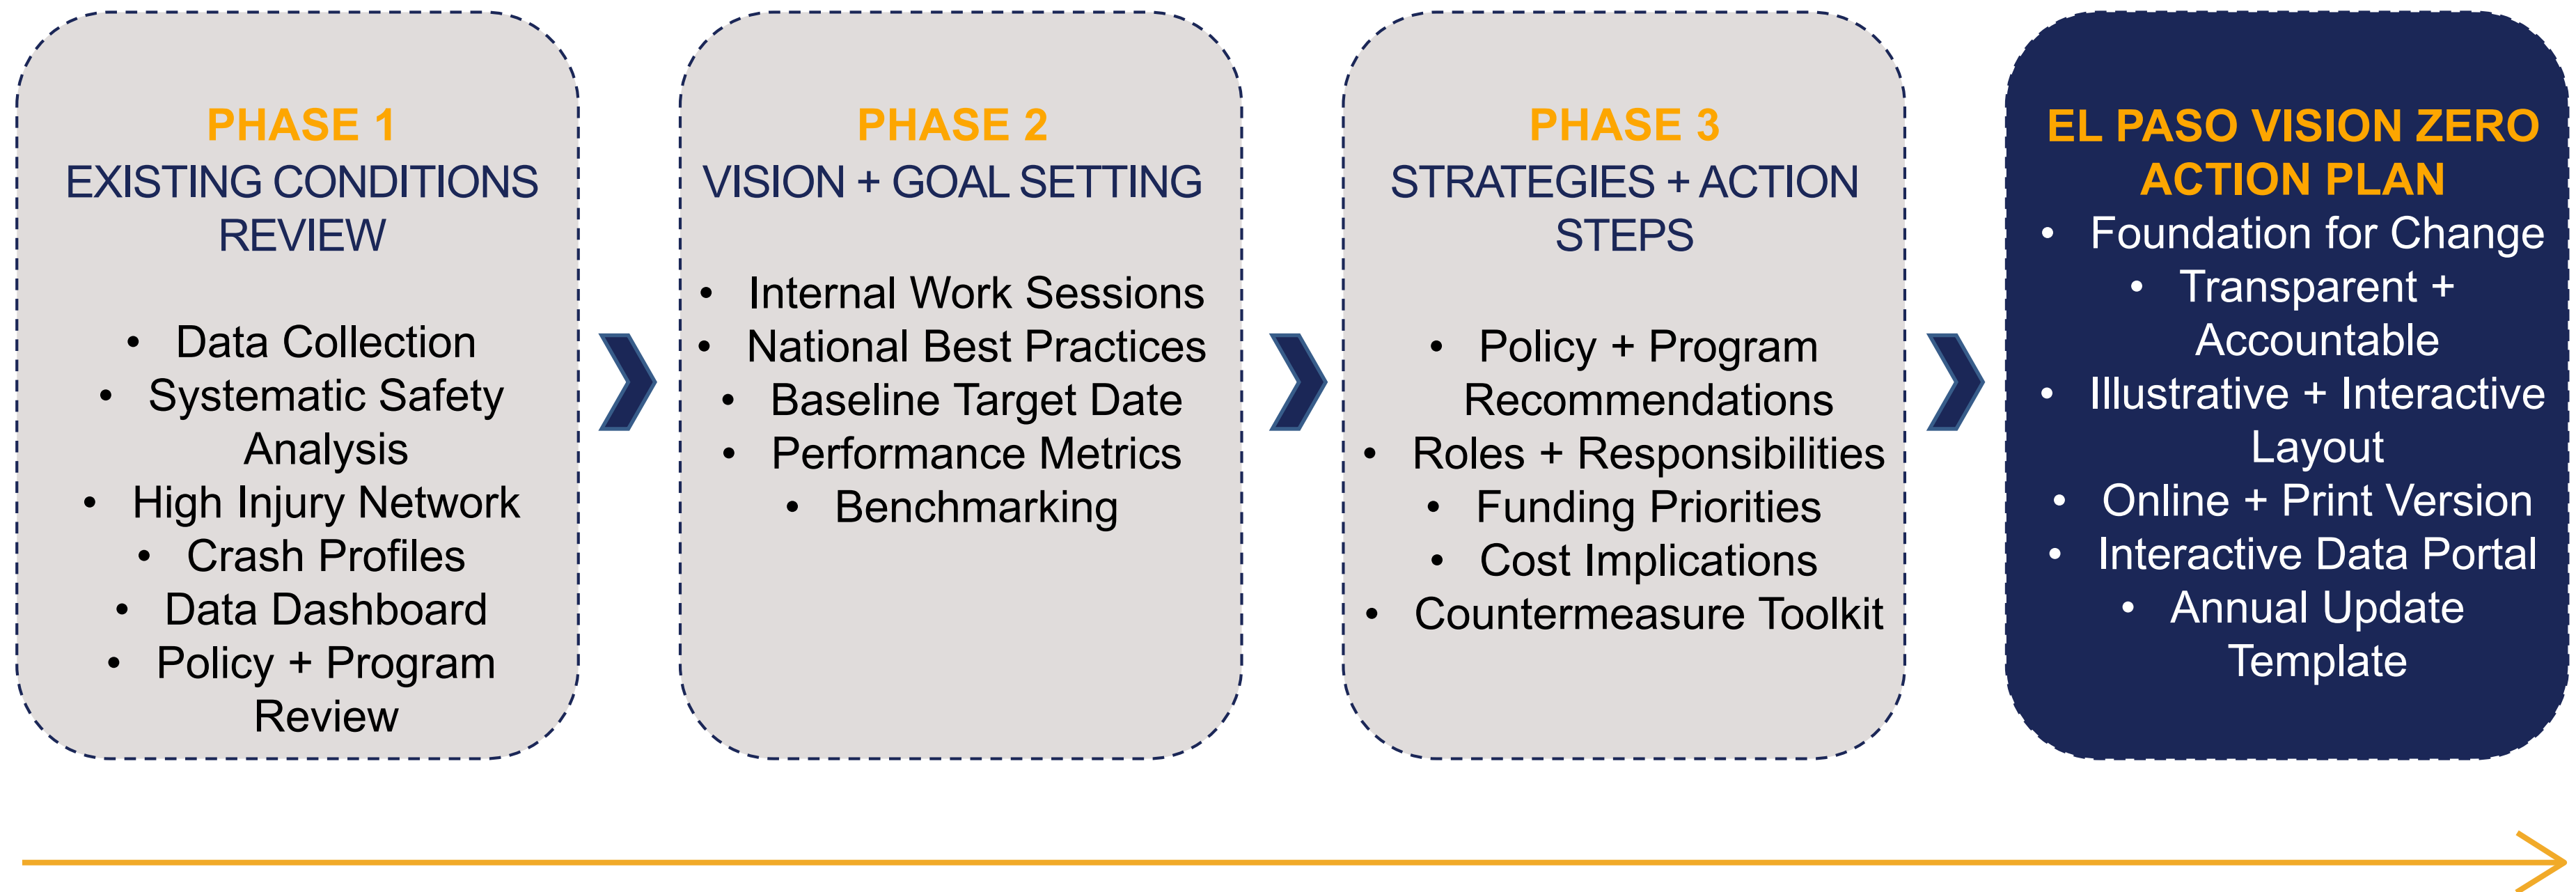 PHASE 1
EXISTING CONDITIONS
REVIEW
• Data Collection
• Systematic Safety
Analysis
• High Injury Network
• Crash Profiles
• Data Dashboard
• Policy + Program
Review
PHASE 2
VISION + GOAL SETTING
• Internal Work Sessions
• National Best Practices
• Baseline Target Date
• Performance Metrics
• Benchmarking
PHASE 3
STRATEGIES + ACTION
STEPS
• Policy + Program
Recommendations
• Roles + Responsibilities
• Funding Priorities
• Cost Implications
• Countermeasure Toolkit
EL PASO VISION ZERO
ACTION PLAN
• Foundation for Change
• Transparent +
Accountable
• Illustrative + Interactive
Layout
• Online + Print Version
• Interactive Data Portal
• Annual Update
Template